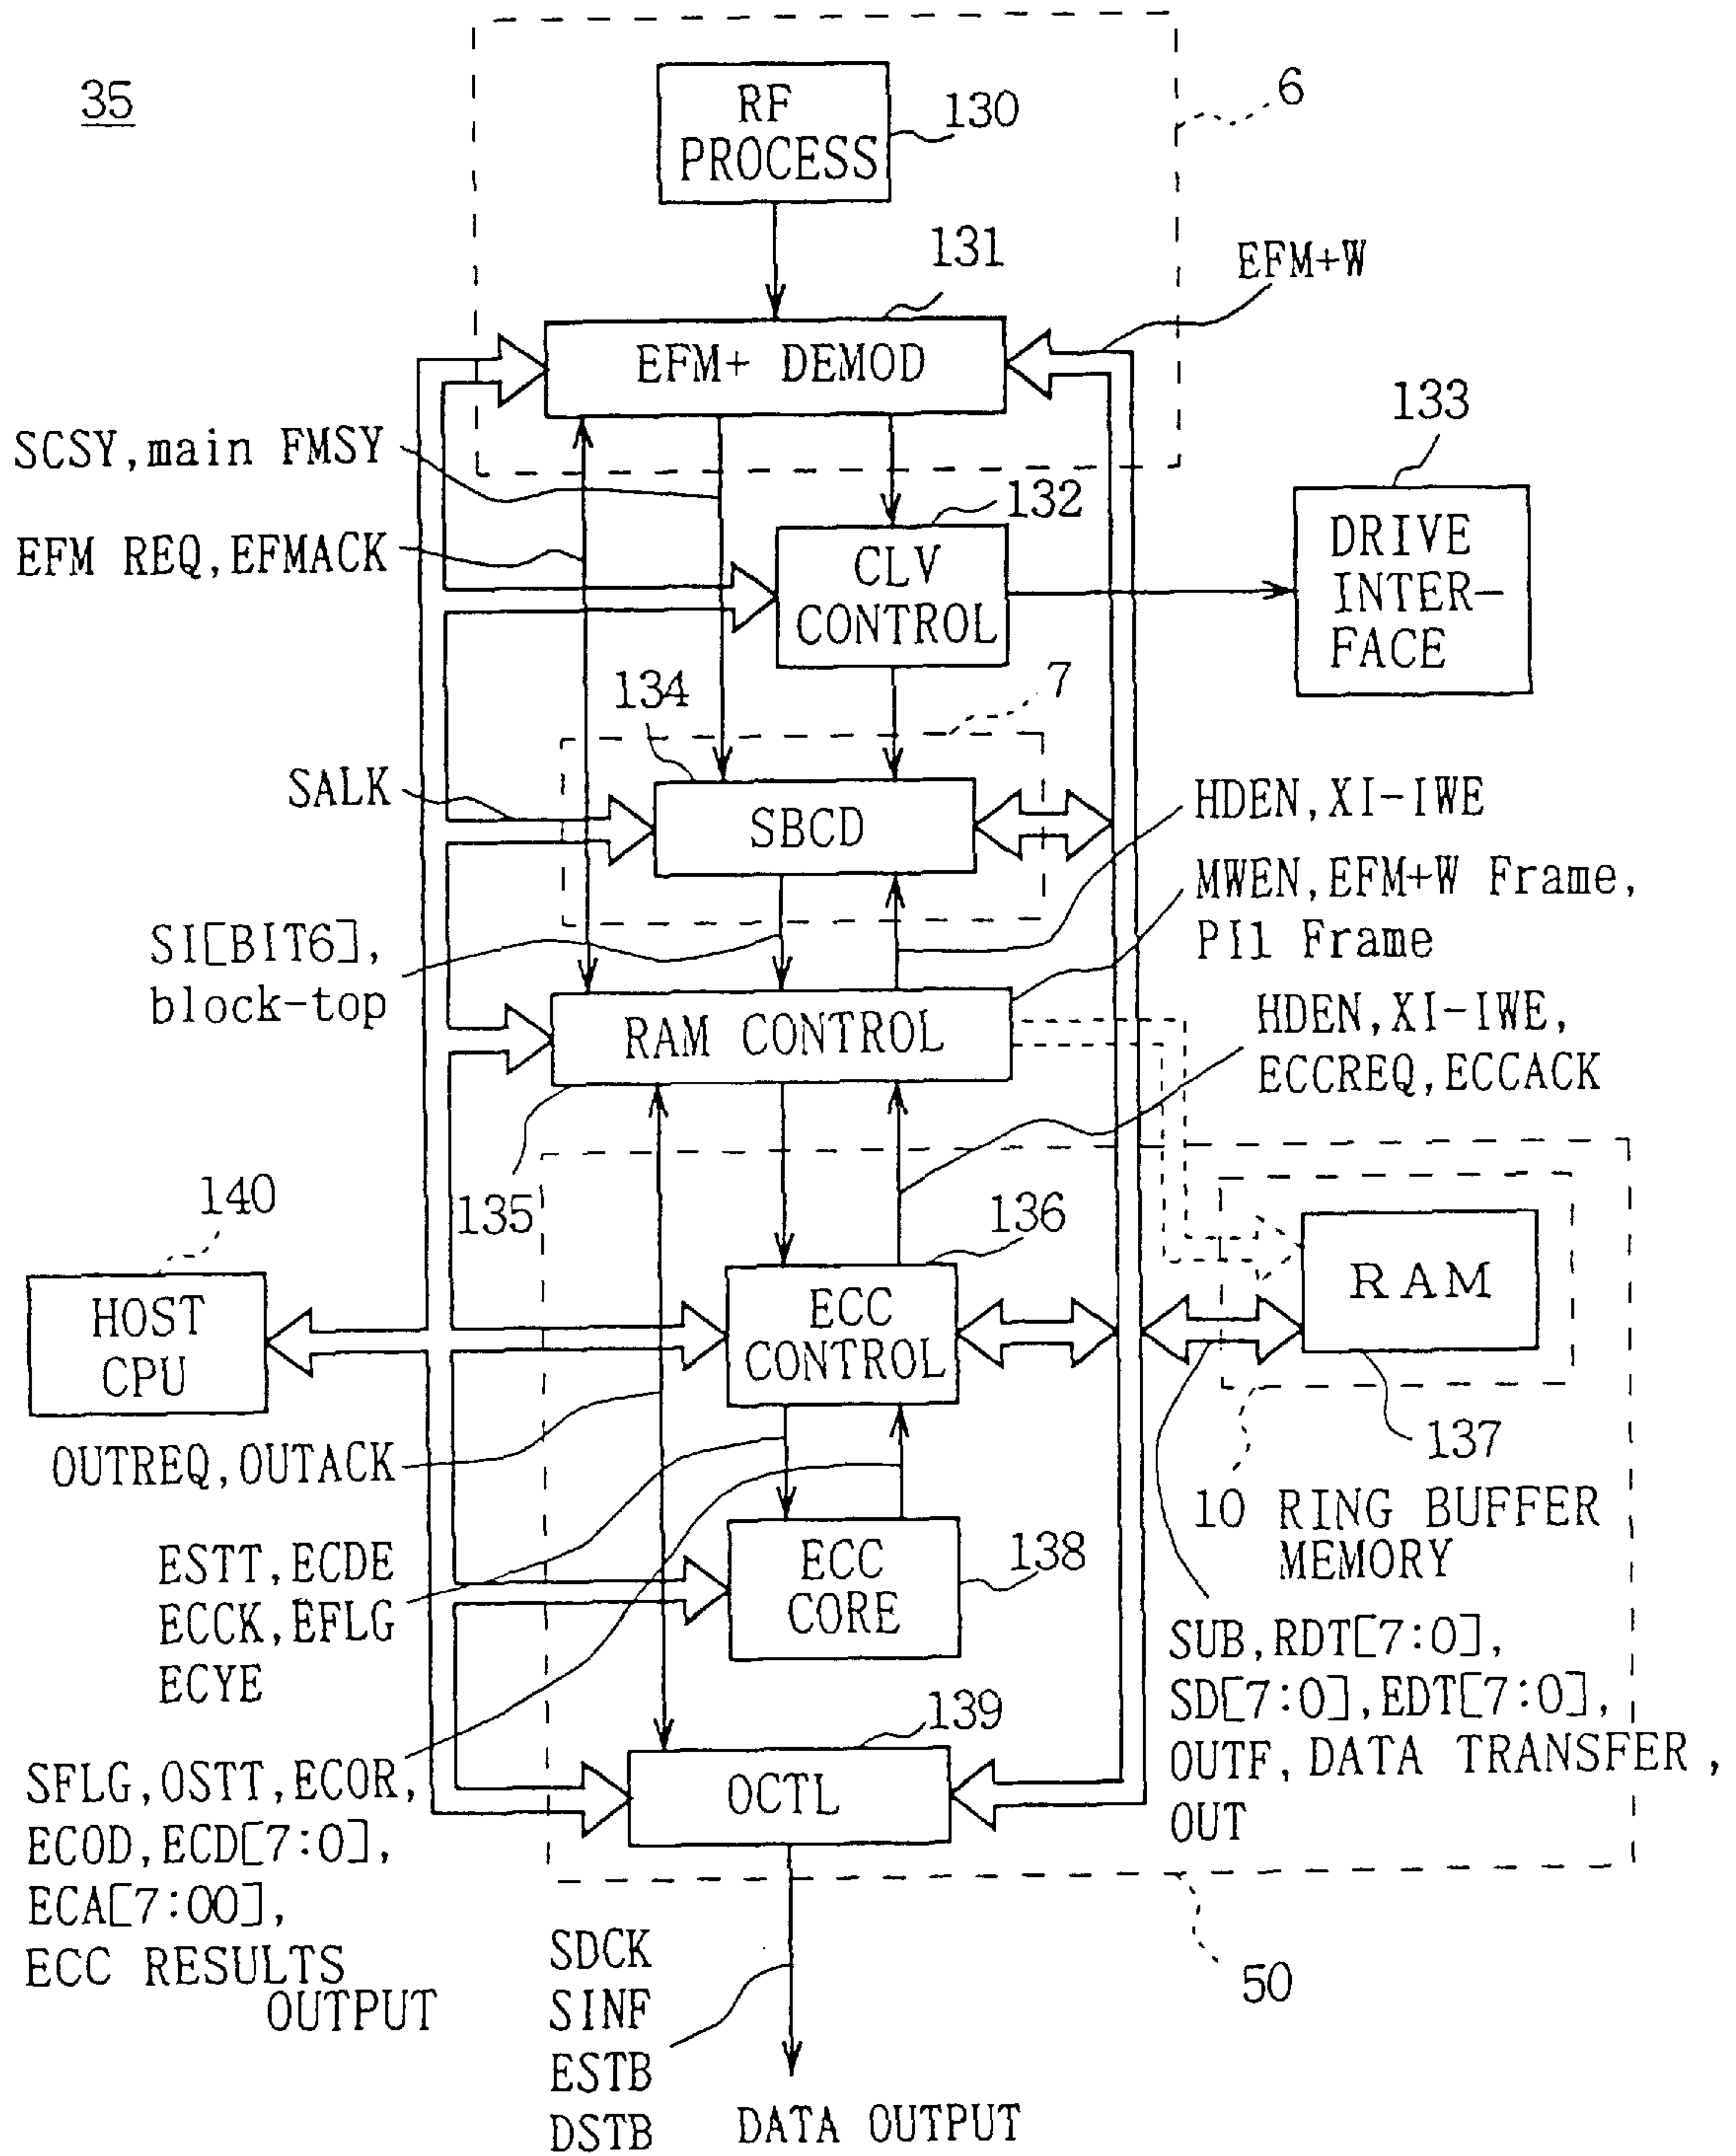 35
RF
PROCESS
130
6
131
EFM+W
EFM+ DEMOD
133
SCSY,main FMSY
132
DRIVE
INTER-
FACE
EFM REQ,EFMACK
CLV
CONTROL
134
7
SALK
SBCD
HDEN,XI-IWE
MWEN,EFM+W Frame,
PI1 Frame
SI[BIT6],
block-top
RAM CONTROL
HDEN,XI-IWE,
ECCREQ,ECCACK
140
135
136
HOST
CPU
ECC
CONTROL
RAM
137
OUTREQ,OUTACK
10 RING BUFFER
MEMORY
ESTT,ECDE
ECCK,EFLG
ECYE
ECC
CORE
138
SUB,RDT[7:0],
SD[7:0],EDT[7:0],
OUTF,DATA TRANSFER,
OUT
139
SFLG,OSTT,ECOR,
ECOD,ECD[7:0],
ECA[7:00],
ECC RESULTS
OUTPUT
OCTL
50
SDCK
SINF
ESTB
DSTB
DATA OUTPUT